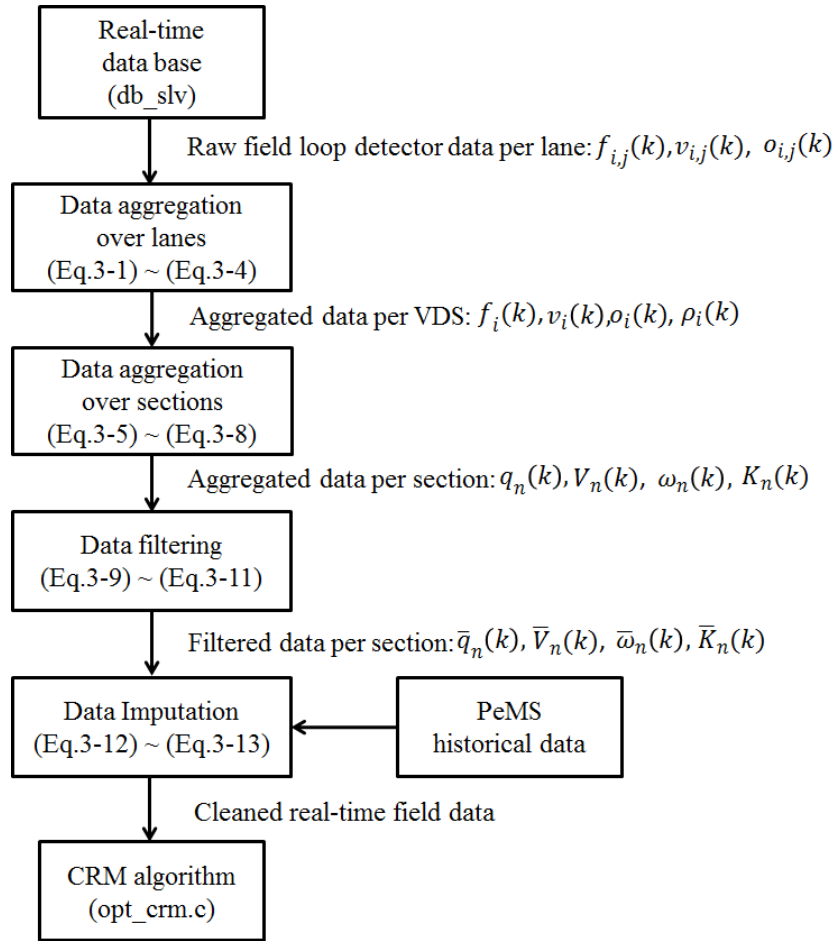 Real-time
data base
(db_slv)
Raw field loop detector data per lane: f_{i,j}(k), v_{i,j}(k), o_{i,j}(k)
Data aggregation
over lanes
(Eq.3-1) ~ (Eq.3-4)
Aggregated data per VDS: f_i(k), v_i(k), o_i(k), ρ_i(k)
Data aggregation
over sections
(Eq.3-5) ~ (Eq.3-8)
Aggregated data per section: q_n(k), V_n(k), ω_n(k), K_n(k)
Data filtering
(Eq.3-9) ~ (Eq.3-11)
Filtered data per section: q̅_n(k), V̅_n(k), ω̅_n(k), K̅_n(k)
Data Imputation
(Eq.3-12) ~ (Eq.3-13)
PeMS
historical data
Cleaned real-time field data
CRM algorithm
(opt_crm.c)